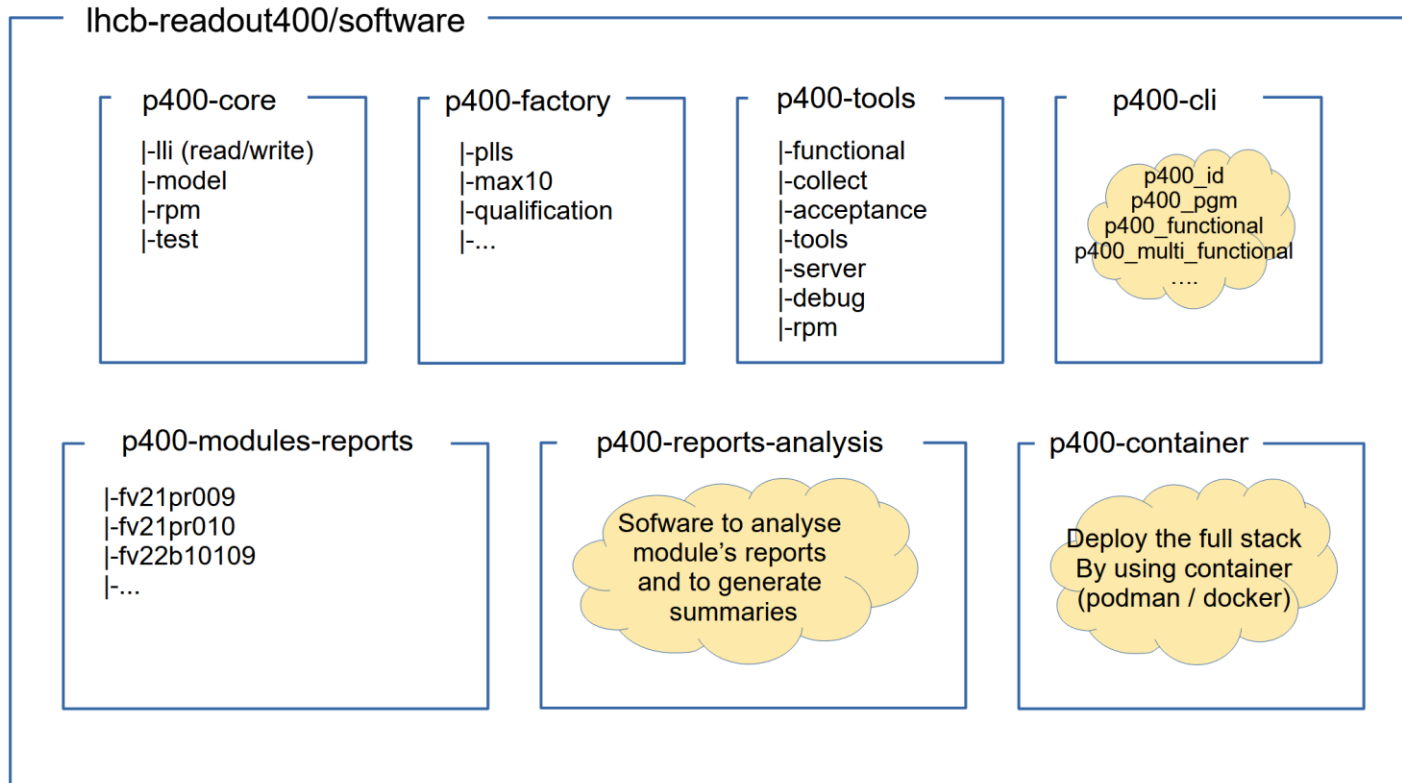 lhcb-readout400/software
p400-core
|-lli (read/write)
|-model
|-rpm
|-test
p400-factory
|-plls
|-max10
|-qualification
|-...
p400-tools
|-functional
|-collect
|-acceptance
|-tools
|-server
|-debug
|-rpm
p400-cli
p400_id
p400_pgm
p400_functional
p400_multi_functional
....
p400-modules-reports
|-fv21pr009
|-fv21pr010
|-fv22b10109
|-...
p400-reports-analysis
Sofware to analyse
module’s reports
and to generate
summaries
p400-container
Deploy the full stack
By using container
(podman / docker)